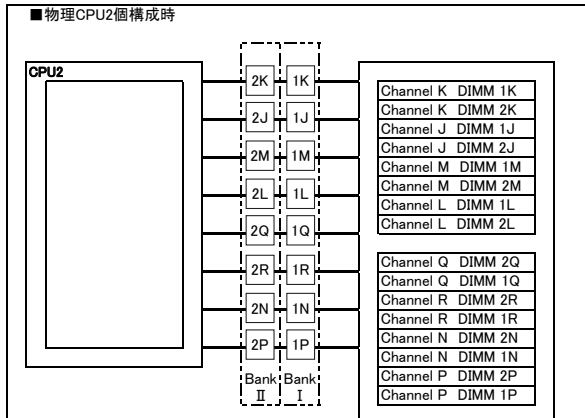 ■物理CPU2個構成時
CPU2
2K 1K
2J 1J
2M 1M
2L 1L
2Q 1Q
2R 1R
2N 1N
2P 1P
Bank Bank
Ⅱ Ⅰ
Channel K DIMM 1K
Channel K DIMM 2K
Channel J DIMM 1J
Channel J DIMM 2J
Channel M DIMM 1M
Channel M DIMM 2M
Channel L DIMM 1L
Channel L DIMM 2L
Channel Q DIMM 2Q
Channel Q DIMM 1Q
Channel R DIMM 2R
Channel R DIMM 1R
Channel N DIMM 2N
Channel N DIMM 1N
Channel P DIMM 2P
Channel P DIMM 1P